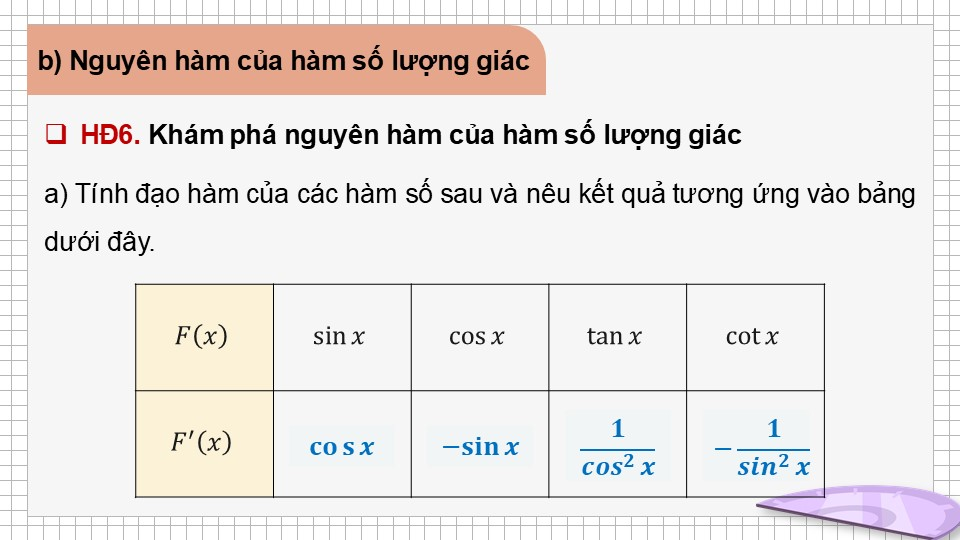 b) Nguyên hàm của hàm số lượng giác
❑ HĐ6. Khám phá nguyên hàm của hàm số lượng giác
a) Tính đạo hàm của các hàm số sau và nêu kết quả tương ứng vào bảng
dưới đây.
F(x) sin x cos x tan x cot x
F′(x) cos x −sin x 1/cos² x −1/sin² x